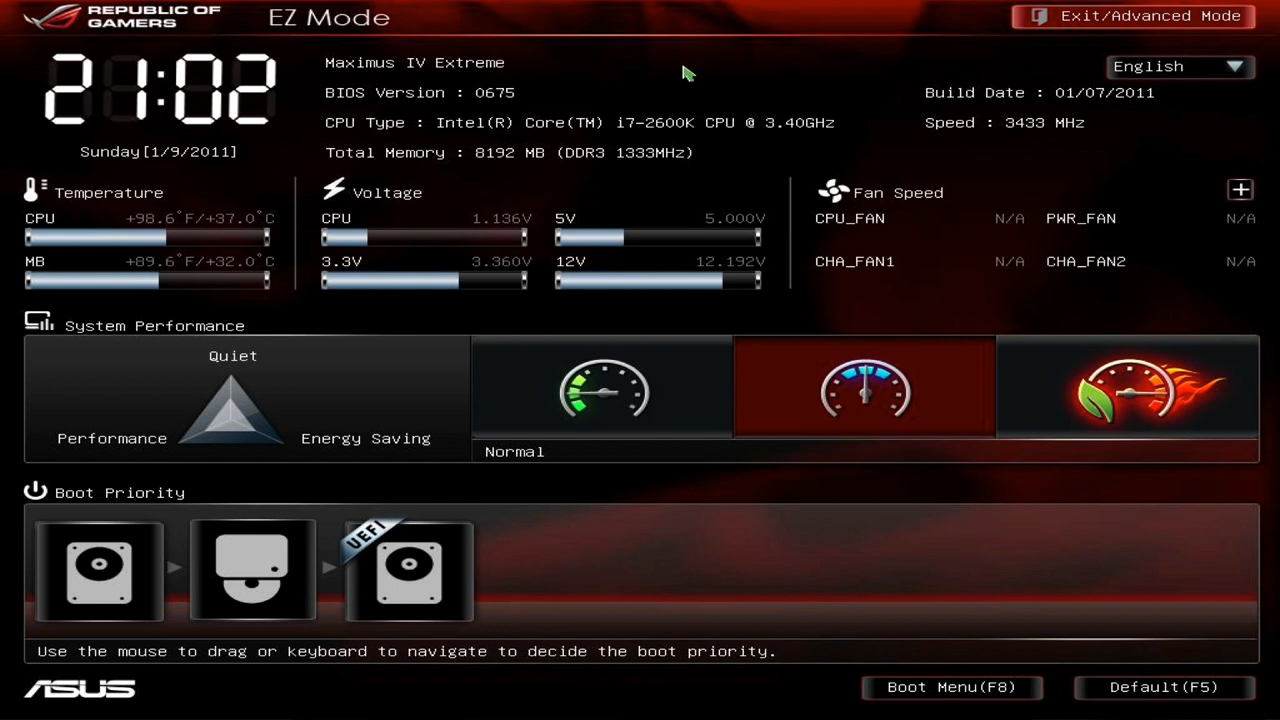 REPUBLIC OF
GAMERS
EZ Mode
Exit/Advanced Mode
21:02
Sunday[1/9/2011]
Maximus IV Extreme
English
BIOS Version : 0675
Build Date : 01/07/2011
CPU Type : Intel(R) Core(TM) i7-2600K CPU @ 3.40GHz
Speed : 3433 MHz
Total Memory : 8192 MB (DDR3 1333MHz)
Temperature
CPU +98.6°F/+37.0°C
MB +89.6°F/+32.0°C
Voltage
CPU 1.136V 5V 5.000V
3.3V 3.360V 12V 12.192V
Fan Speed
CPU_FAN N/A PWR_FAN N/A
CHA_FAN1 N/A CHA_FAN2 N/A
System Performance
Quiet
Performance Energy Saving
Normal
Boot Priority
UEFI
Use the mouse to drag or keyboard to navigate to decide the boot priority.
ASUS
Boot Menu(F8)
Default(F5)